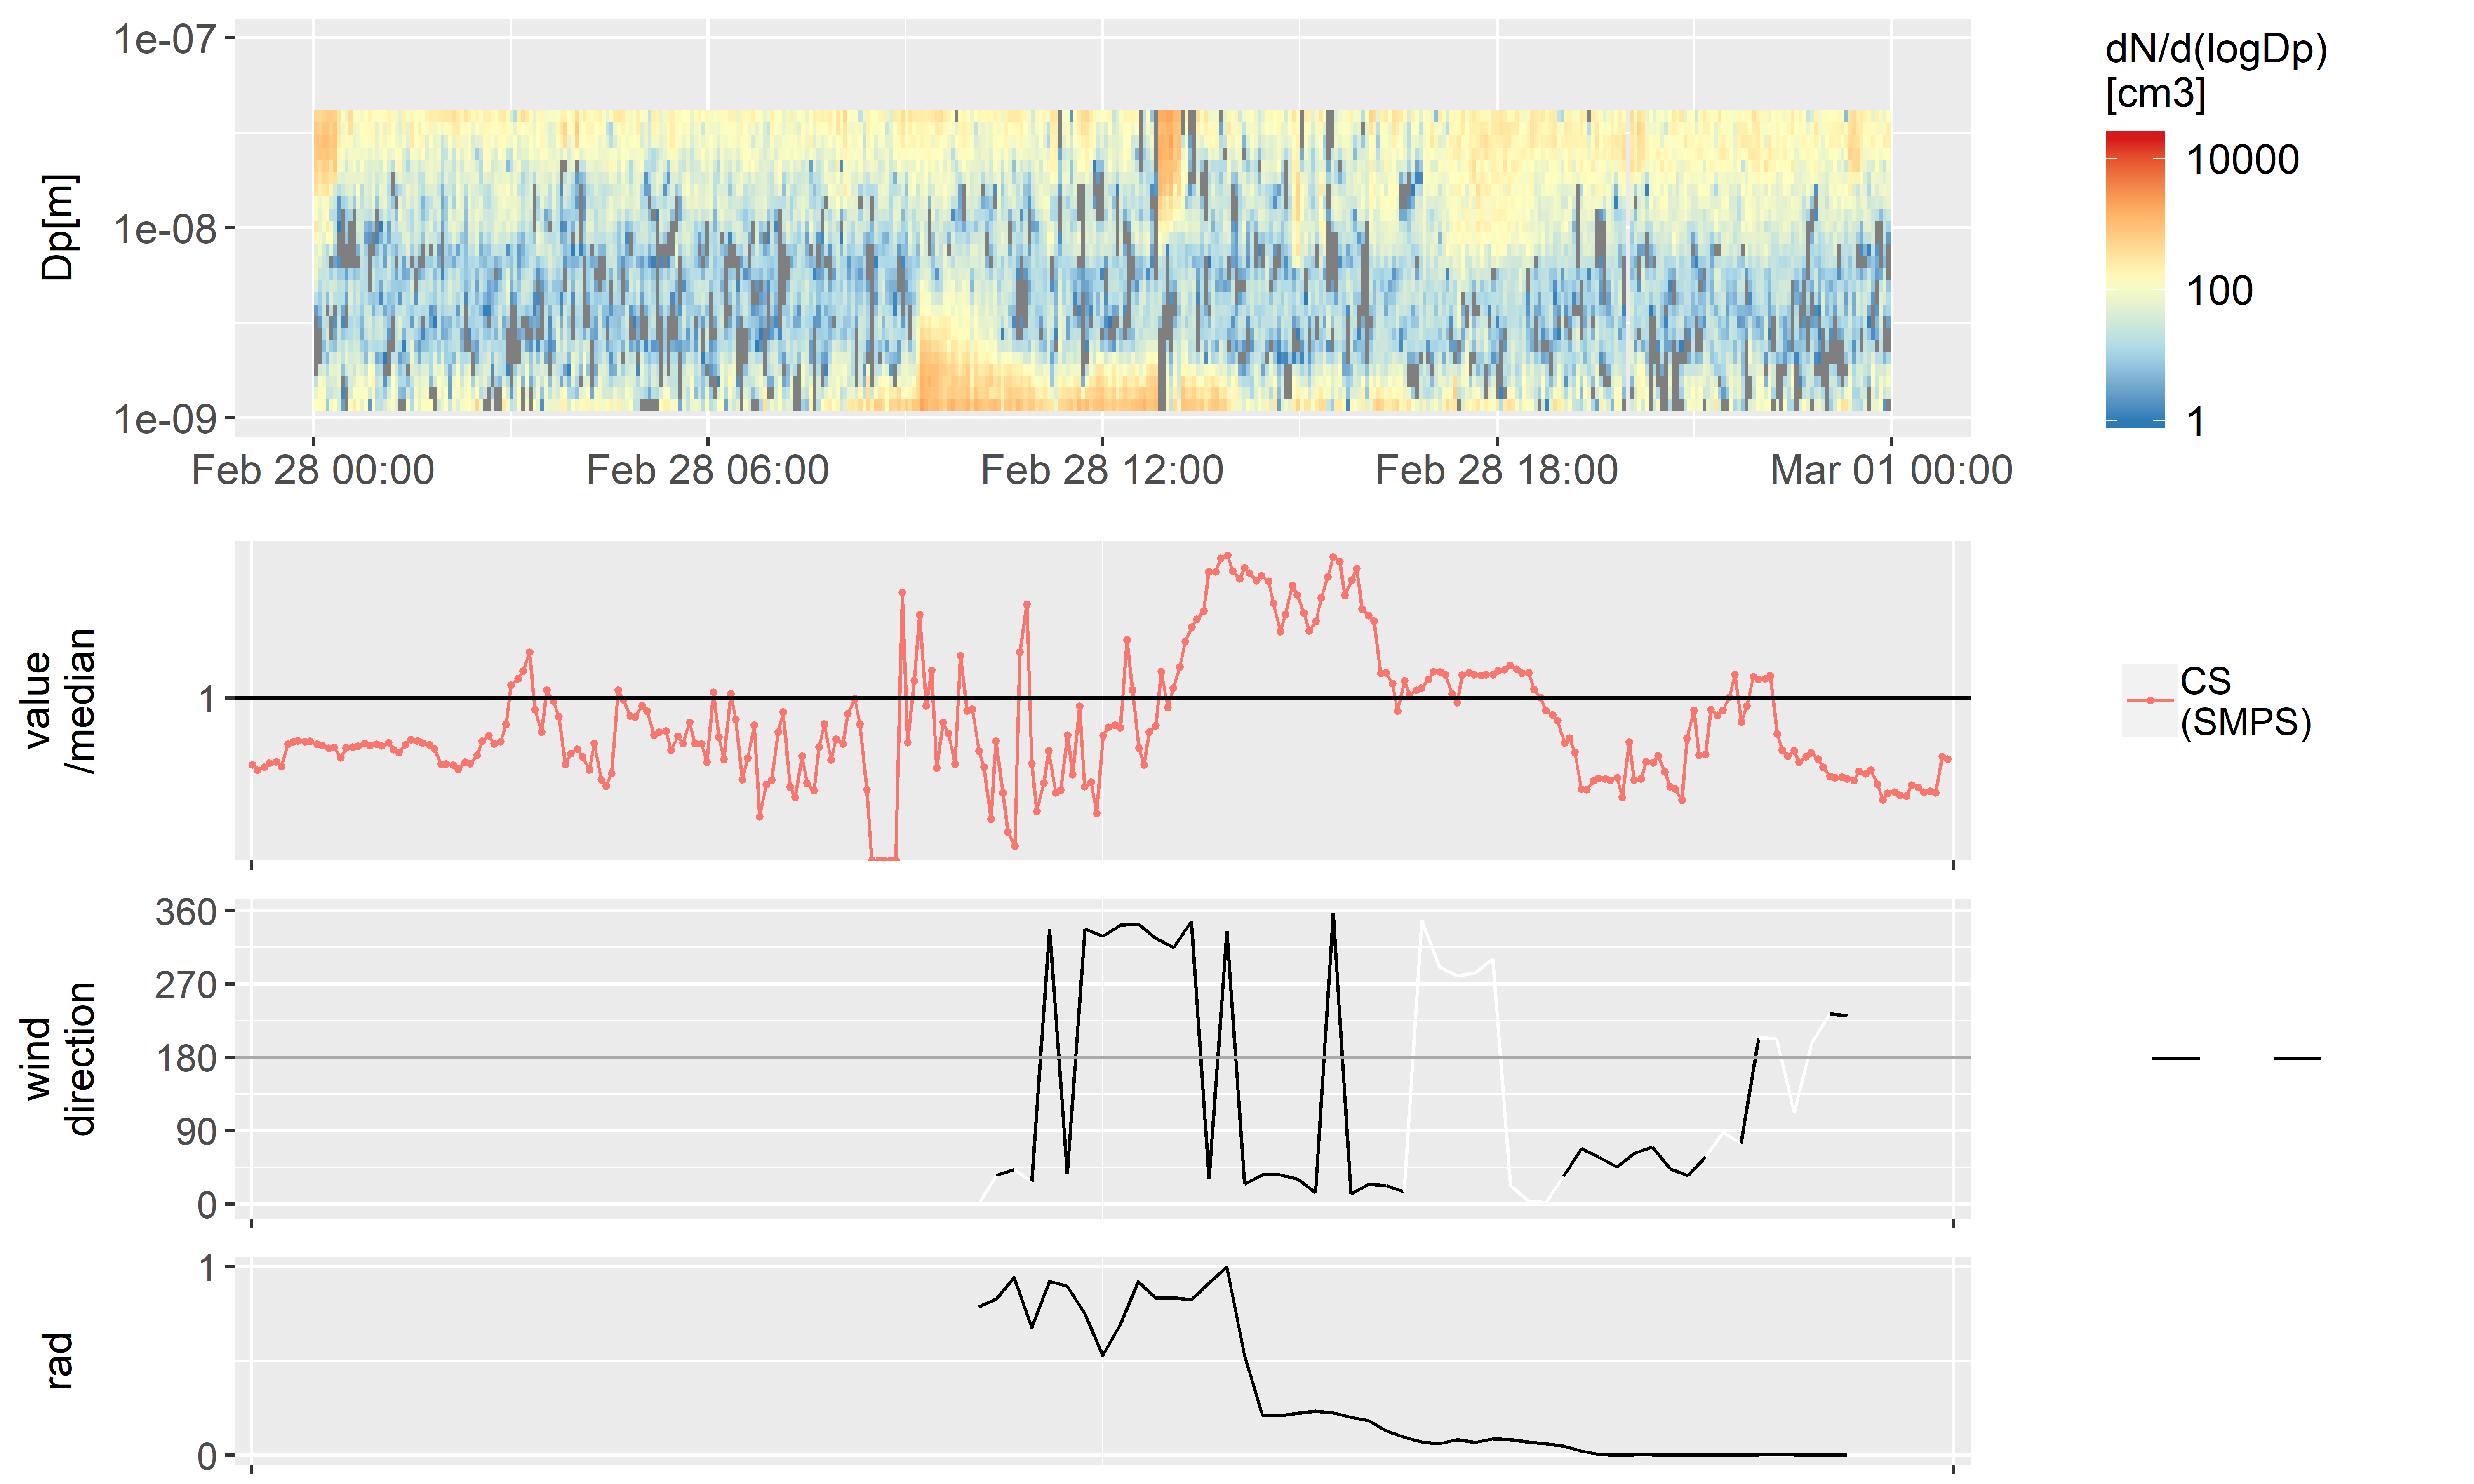 dN/d(logDp)
[cm3]
10000
100
1
1e-07
1e-08
1e-09
Dp[m]
Feb 28 00:00
Feb 28 06:00
Feb 28 12:00
Feb 28 18:00
Mar 01 00:00
value
/median
1
CS
(SMPS)
wind
direction
360
270
180
90
0
rad
1
0